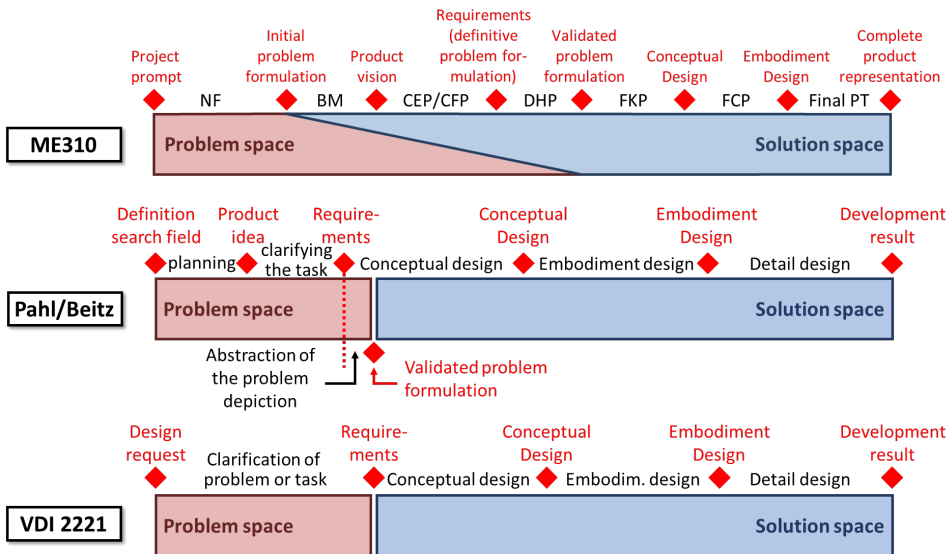 Project
prompt
Initial
problem
formulation
Product
vision
Requirements
(definitive
problem for-
mulation)
Validated
problem
formulation
Conceptual
Design
Embodiment
Design
Complete
product
representation
NF
BM
CEP/CFP
DHP
FKP
FCP
Final PT
ME310
Problem space
Solution space
Definition
search field
Product
idea
Require-
ments
Conceptual
Design
Embodiment
Design
Development
result
planning
clarifying
the task
Conceptual design
Embodiment design
Detail design
Pahl/Beitz
Problem space
Solution space
Abstraction of
the problem
depiction
Validated problem
formulation
Design
request
Require-
ments
Conceptual
Design
Embodiment
Design
Development
result
Clarification of
problem or task
Conceptual design
Embodim. design
Detail design
VDI 2221
Problem space
Solution space